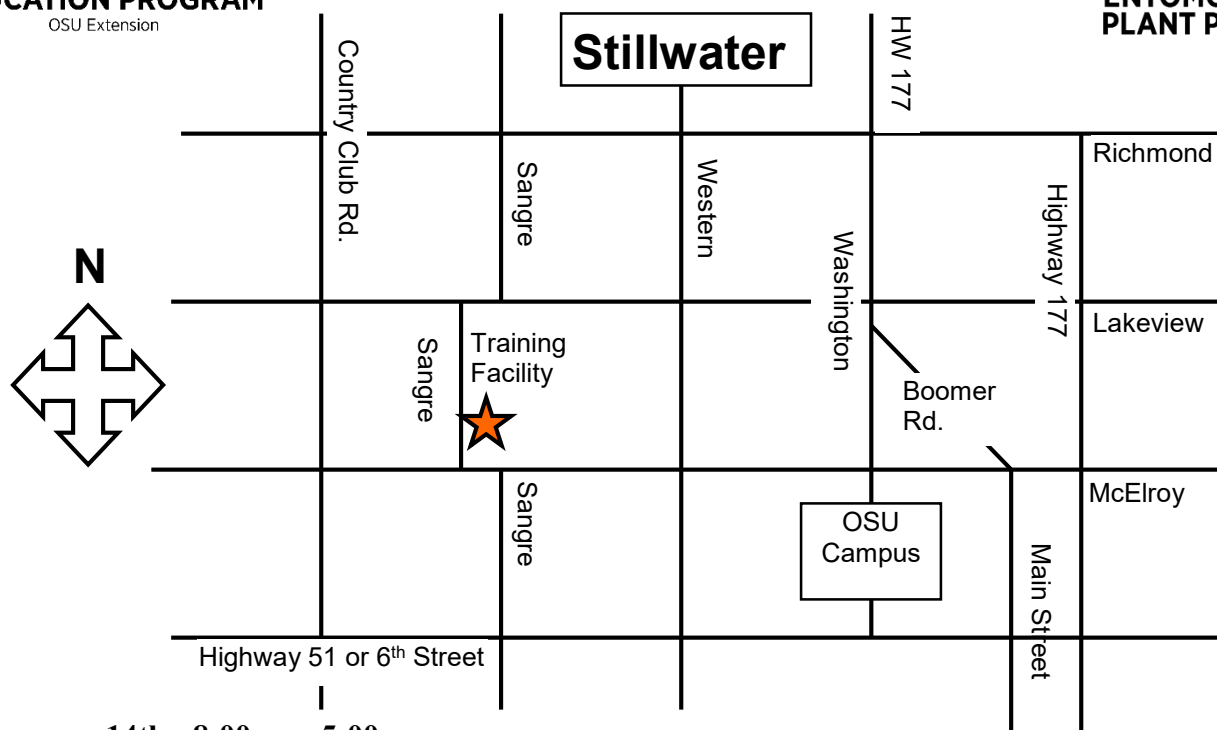 OSU Extension
PLANT P
Stillwater
HW 177
Country Club Rd.
Richmond
Sangre
Western
Highway 177
Washington
N
Lakeview
Training
Facility
Sangre
Boomer
Rd.
McElroy
Sangre
OSU
Campus
Main Street
Highway 51 or 6th Street